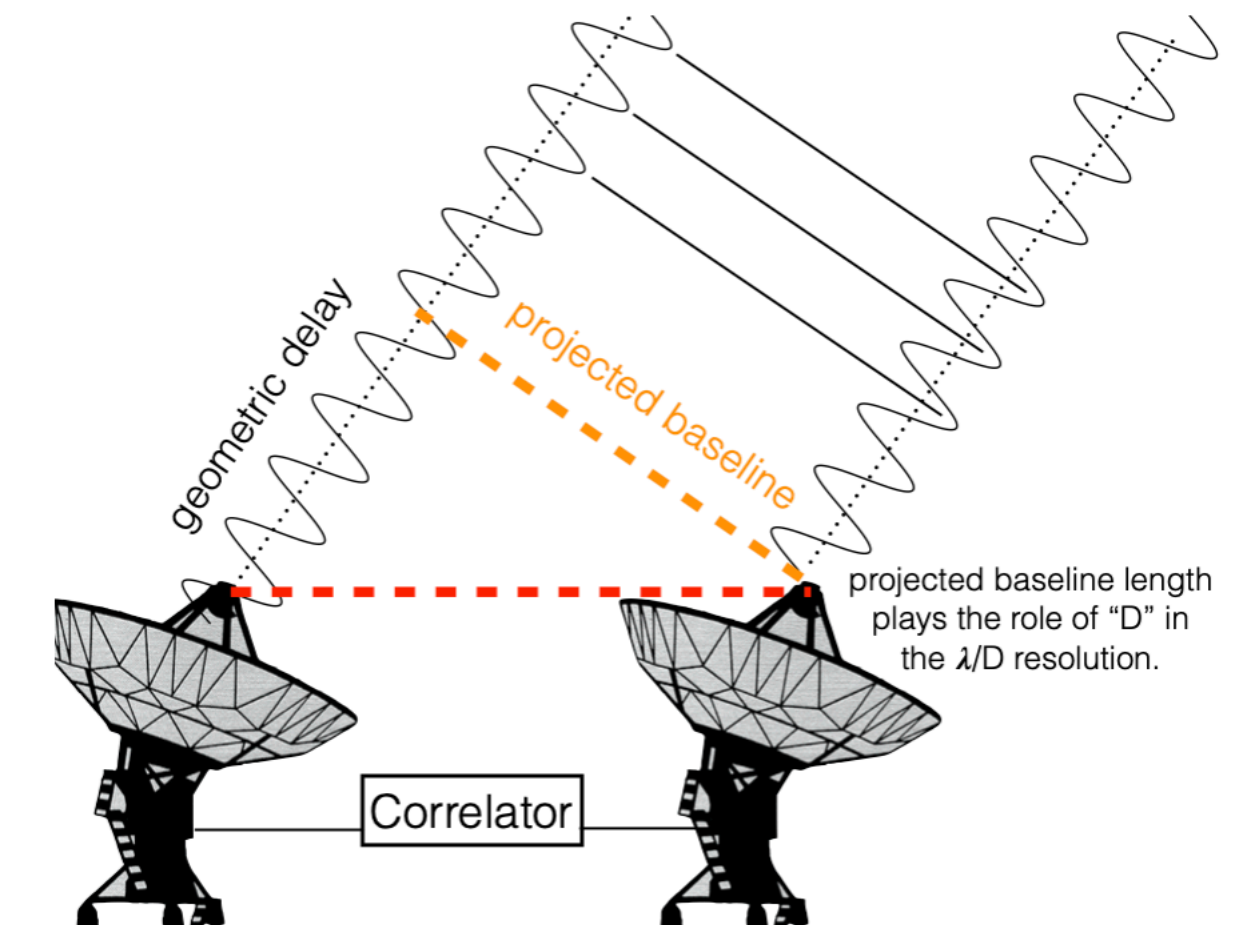 geometric delay
projected baseline
projected baseline length
plays the role of “D” in
the λ/D resolution.
Correlator